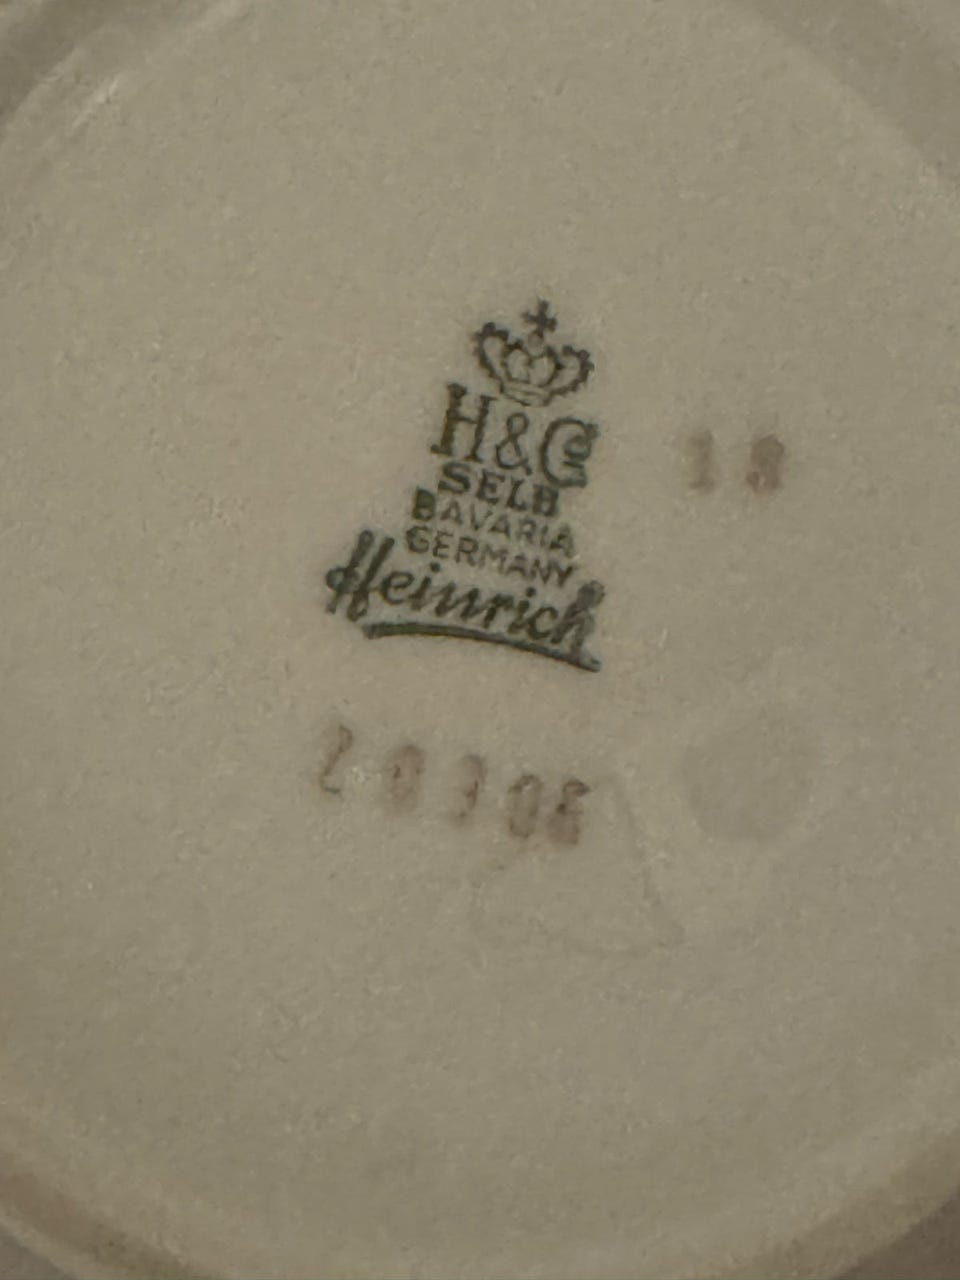 H&C
SELB
BAVARIA
GERMANY
Heinrich